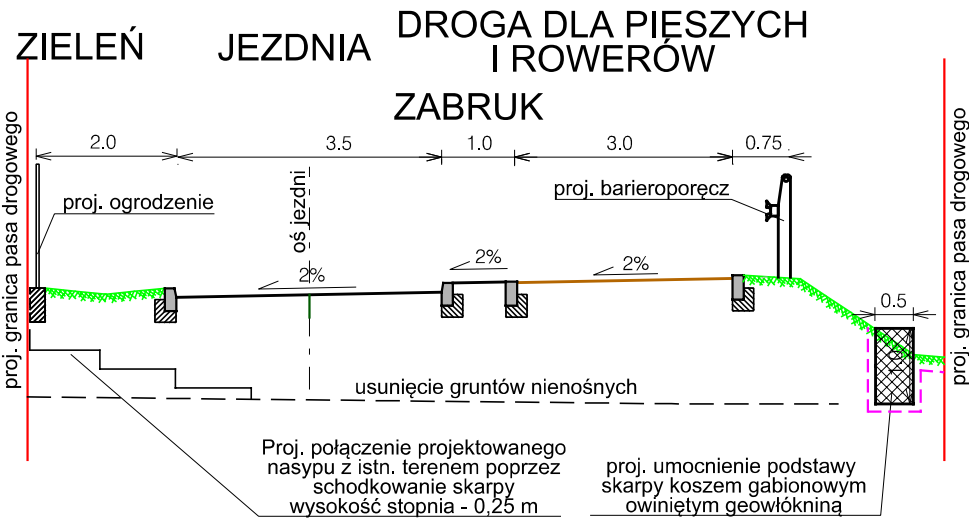 ZIELEŃ
JEZDNIA
DROGA DLA PIESZYCH
I ROWERÓW
ZABRUK
2.0
3.5
1.0
3.0
0.75
proj. granica pasa drogowego
proj. ogrodzenie
oś jezdni
proj. barieroporęcz
proj. granica pasa drogowego
2%
2%
2%
0.5
usunięcie gruntów nienośnych
Proj. połączenie projektowanego
nasypu z istn. terenem poprzez
schodkowanie skarpy
wysokość stopnia - 0,25 m
proj. umocnienie podstawy
skarpy koszem gabionowym
owiniętym geowłókniną